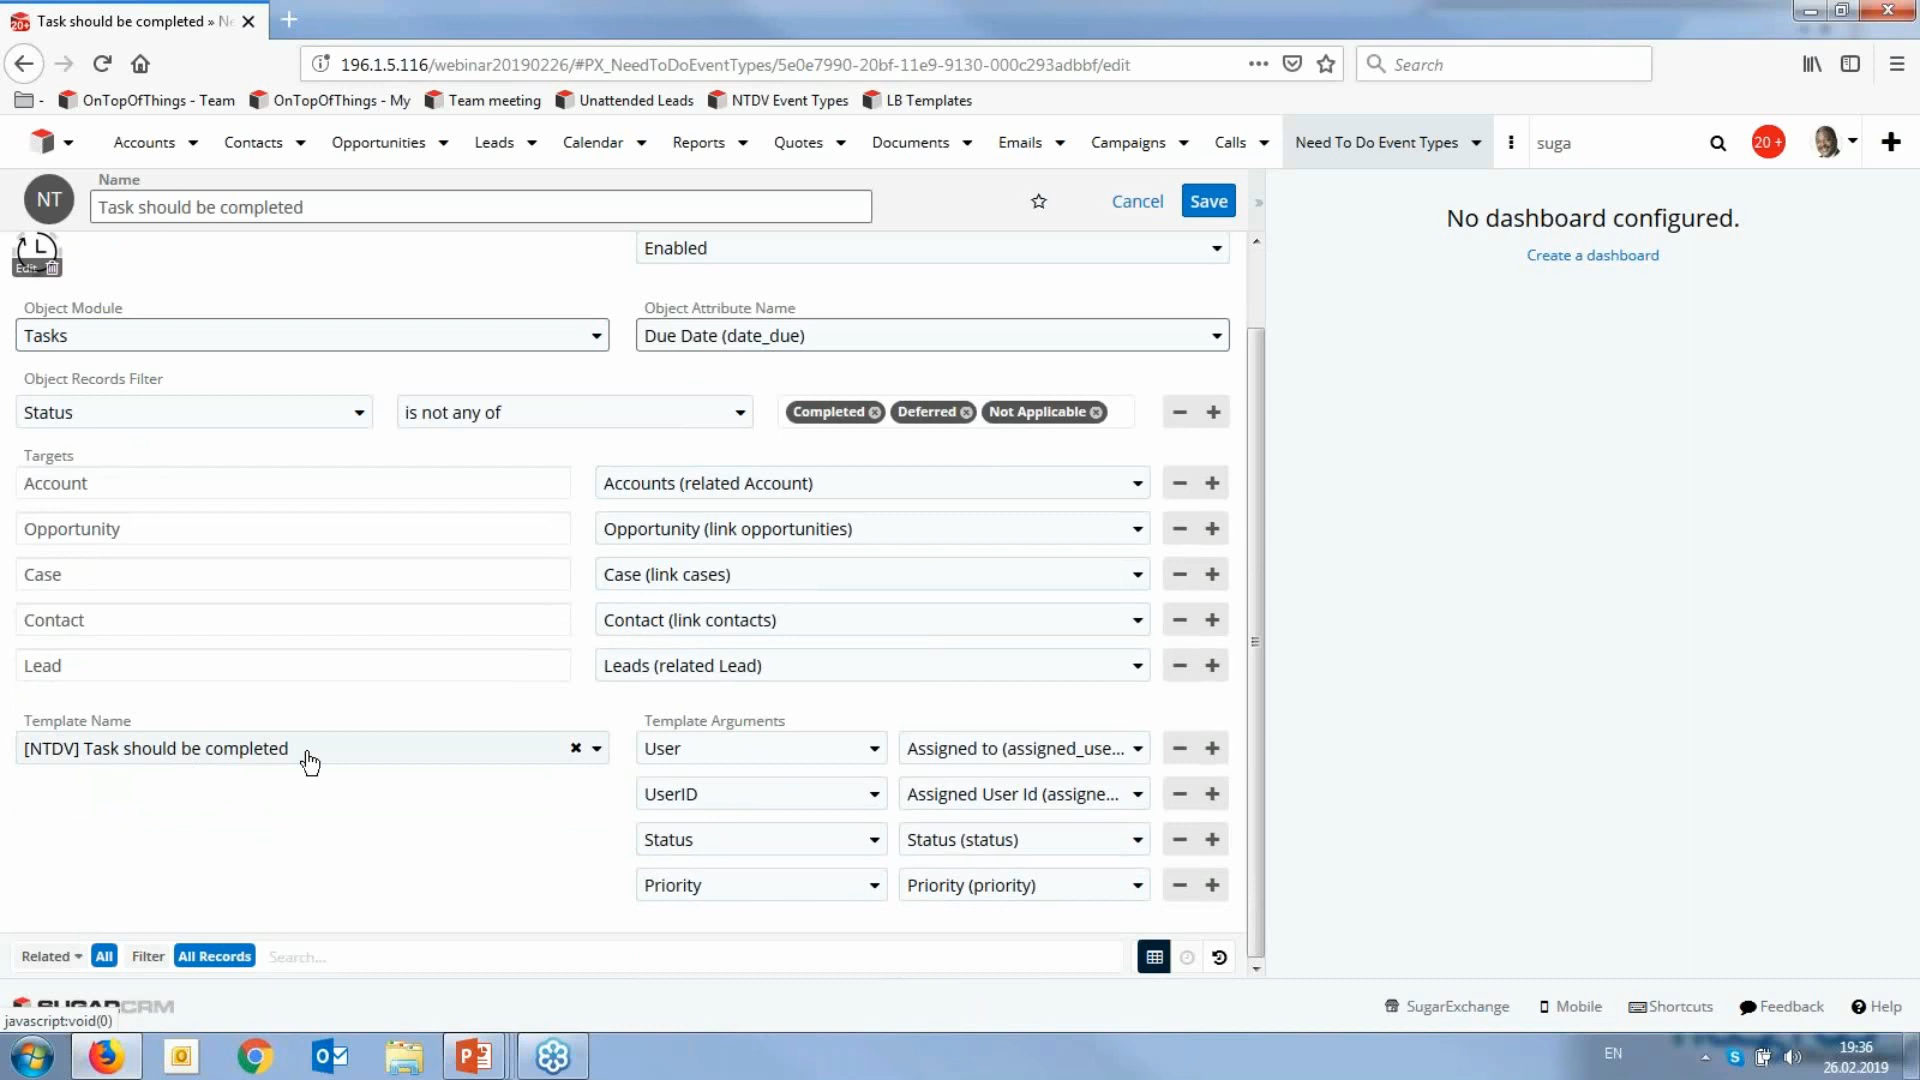 Task should be completed » Ne
196.1.5.116/webinar20190226/#PX_NeedToDoEventTypes/5e0e7990-20bf-11e9-9130-000c293adbbf/edit
Search
- OnTopOfThings - Team OnTopOfThings - My Team meeting Unattended Leads NTDV Event Types LB Templates
Accounts Contacts Opportunities Leads Calendar Reports Quotes Documents Emails Campaigns Calls Need To Do Event Types suga 20 +
NT
Name
Task should be completed
Cancel Save
No dashboard configured.
Create a dashboard
Edit
Enabled
Object Module Object Attribute Name
Tasks Due Date (date_due)
Object Records Filter
Status is not any of Completed Deferred Not Applicable
Targets
Account Accounts (related Account)
Opportunity Opportunity (link opportunities)
Case Case (link cases)
Contact Contact (link contacts)
Lead Leads (related Lead)
Template Name Template Arguments
[NTDV] Task should be completed User Assigned to (assigned_use...
UserID Assigned User Id (assigne...
Status Status (status)
Priority Priority (priority)
Related All Filter All Records Search...
SUGARCRM SugarExchange Mobile Shortcuts Feedback Help
javascript:void(0)
EN 19:36
26.02.2019